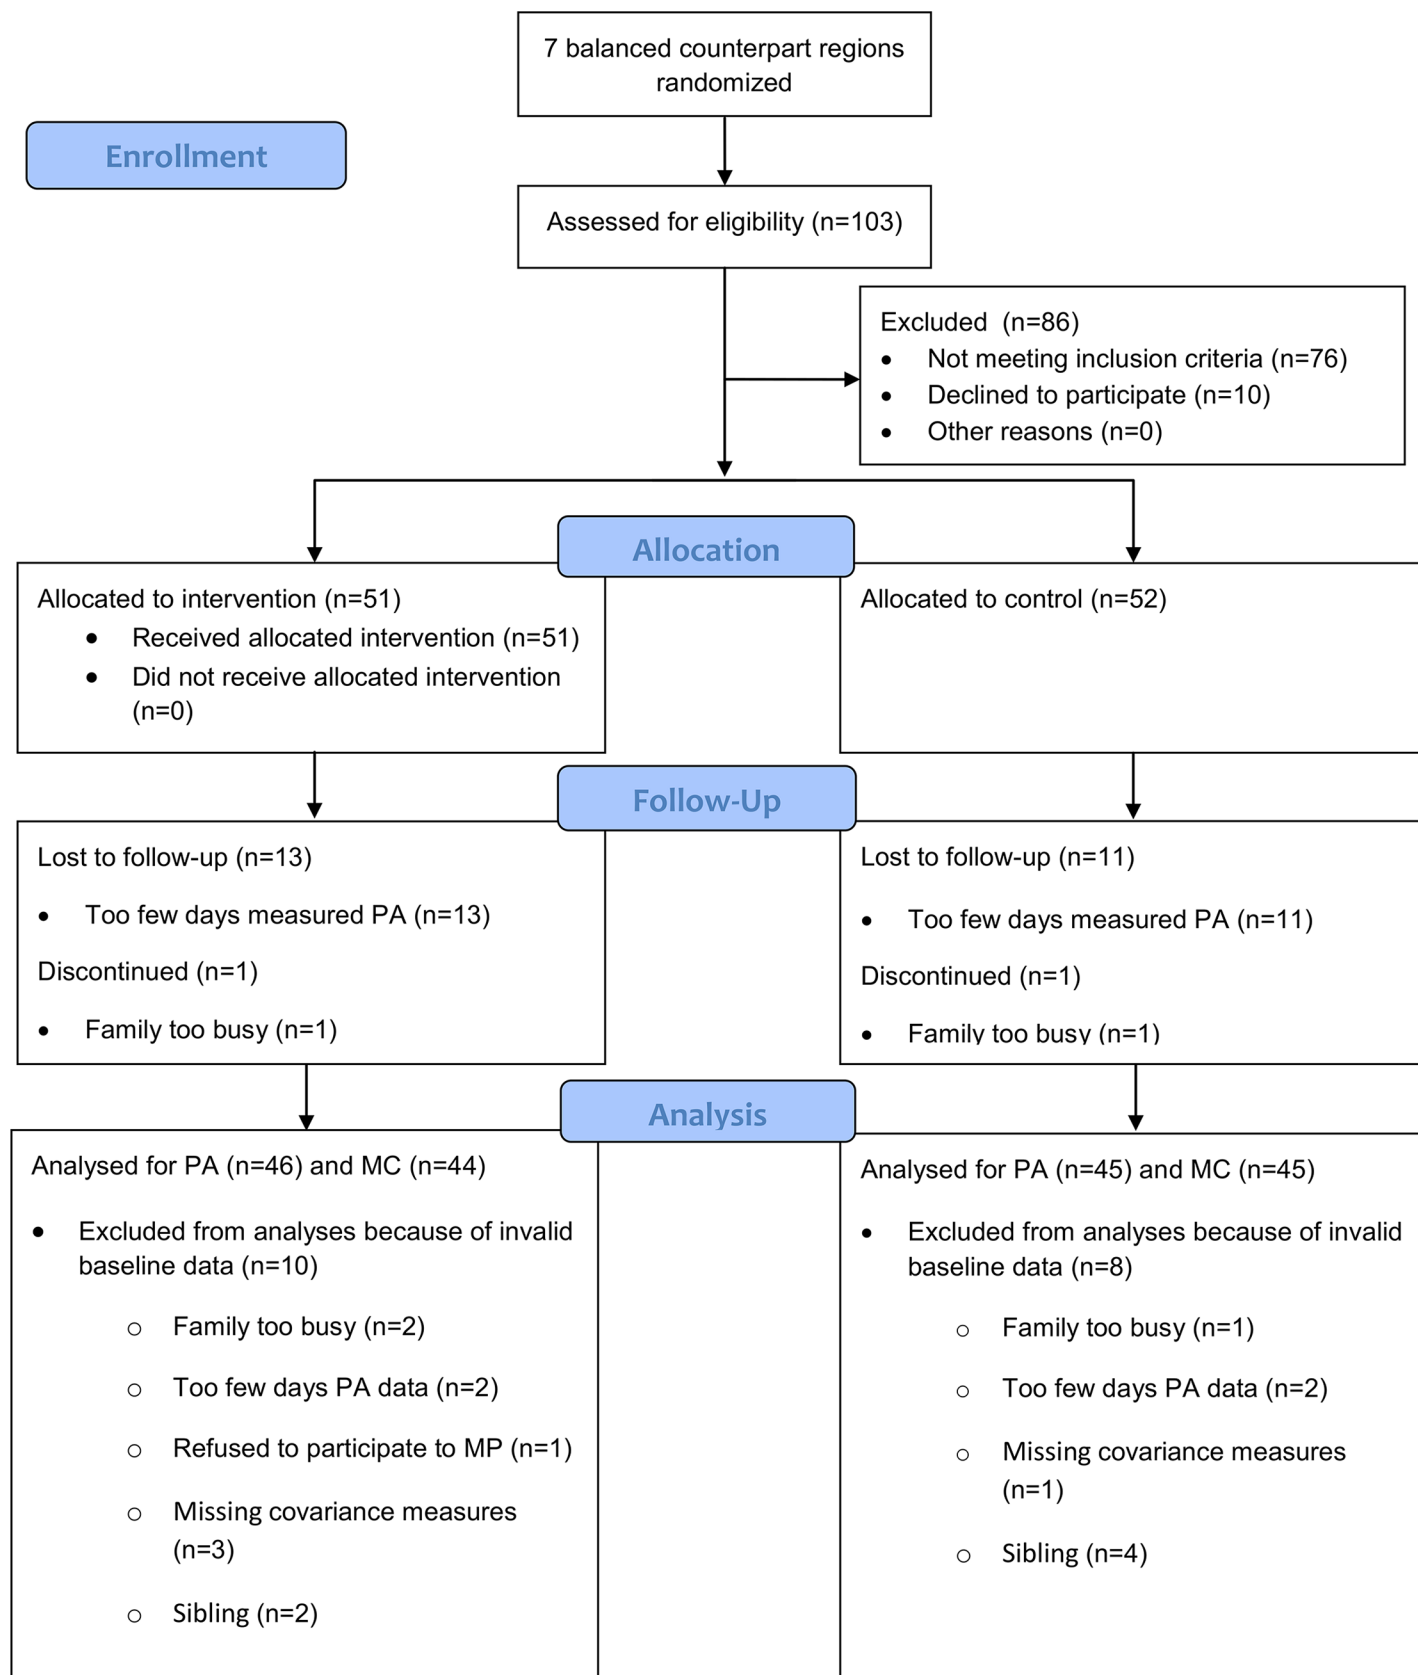 7 balanced counterpart regions
randomized
Enrollment
Assessed for eligibility (n=103)
Excluded  (n=86)
• Not meeting inclusion criteria (n=76)
• Declined to participate (n=10)
• Other reasons (n=0)
Allocation
Allocated to intervention (n=51)
• Received allocated intervention (n=51)
• Did not receive allocated intervention
(n=0)
Allocated to control (n=52)
Follow-Up
Lost to follow-up (n=13)
• Too few days measured PA (n=13)
Discontinued (n=1)
• Family too busy (n=1)
Lost to follow-up (n=11)
• Too few days measured PA (n=11)
Discontinued (n=1)
• Family too busy (n=1)
Analysis
Analysed for PA (n=46) and MC (n=44)
• Excluded from analyses because of invalid
baseline data (n=10)
o Family too busy (n=2)
o Too few days PA data (n=2)
o Refused to participate to MP (n=1)
o Missing covariance measures
(n=3)
o Sibling (n=2)
Analysed for PA (n=45) and MC (n=45)
• Excluded from analyses because of invalid
baseline data (n=8)
o Family too busy (n=1)
o Too few days PA data (n=2)
o Missing covariance measures
(n=1)
o Sibling (n=4)